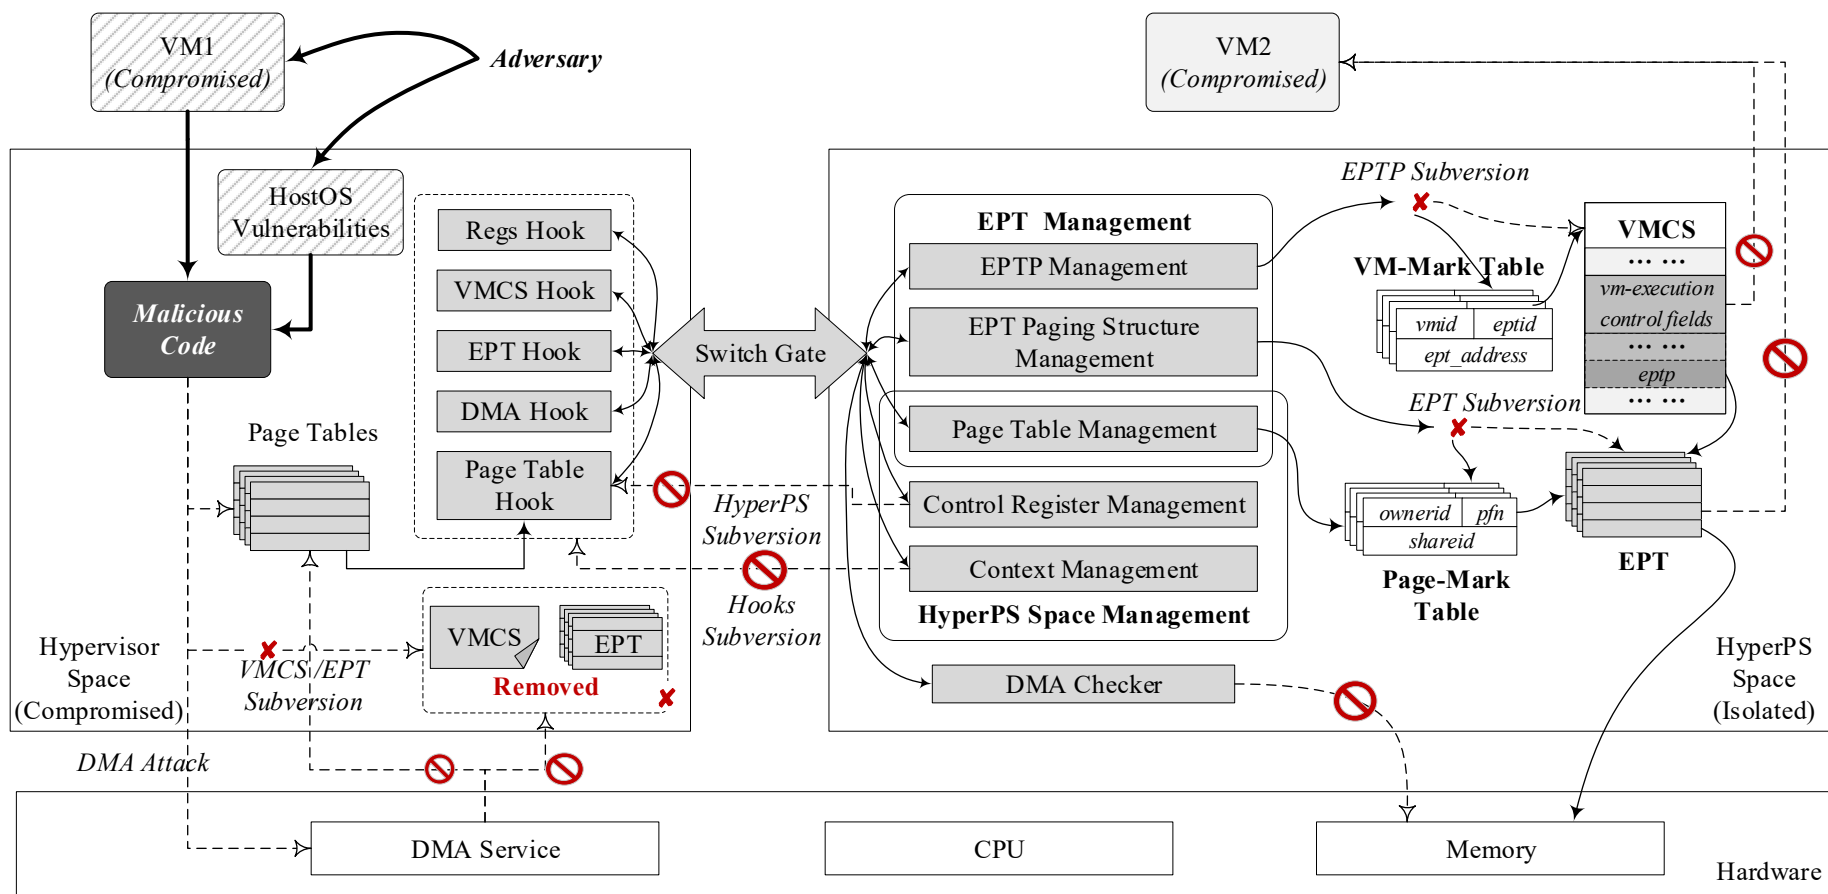 VM1
(Compromised)
Adversary
VM2
(Compromised)
HostOS
Vulnerabilities
Malicious
Code
Page Tables
Regs Hook
VMCS Hook
EPT Hook
DMA Hook
Page Table
Hook
Switch Gate
EPT Management
EPTP Management
EPT Paging Structure
Management
Page Table Management
Control Register Management
Context Management
HyperPS Space Management
DMA Checker
EPTP Subversion
VM-Mark Table
vmid
eptid
ept_address
VMCS
... ...
vm-execution
control fields
... ...
eptp
... ...
EPT Subversion
ownerid
pfn
shareid
Page-Mark
Table
EPT
HyperPS
Subversion
Hooks
Subversion
VMCS
EPT
Removed
VMCS /EPT
Subversion
Hypervisor
Space
(Compromised)
HyperPS
Space
(Isolated)
DMA Attack
DMA Service
CPU
Memory
Hardware